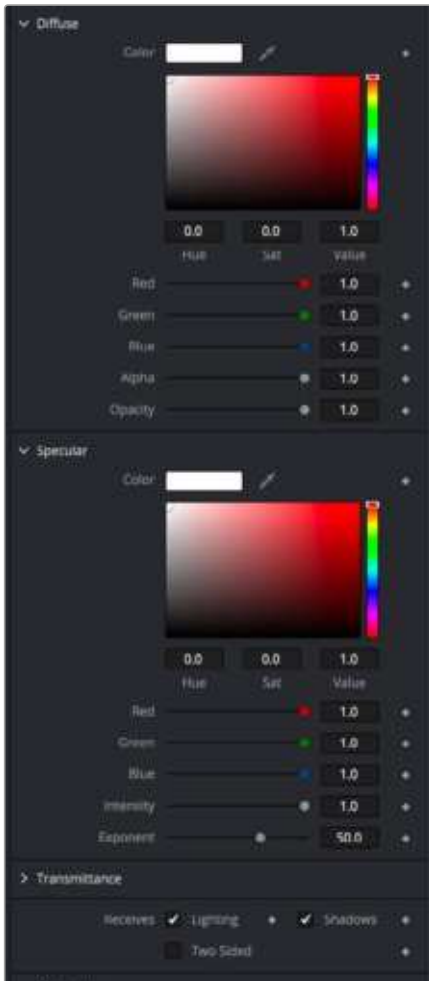 Diffuse
Color
0.0 0.0 1.0
Hue Sat Value
Red 1.0
Green 1.0
Blue 1.0
Alpha 1.0
Opacity 1.0
Specular
Color
0.0 0.0 1.0
Hue Sat Value
Red 1.0
Green 1.0
Blue 1.0
Intensity 1.0
Exponent 50.0
Transmittance
Receives Lighting Shadows
Two Sided